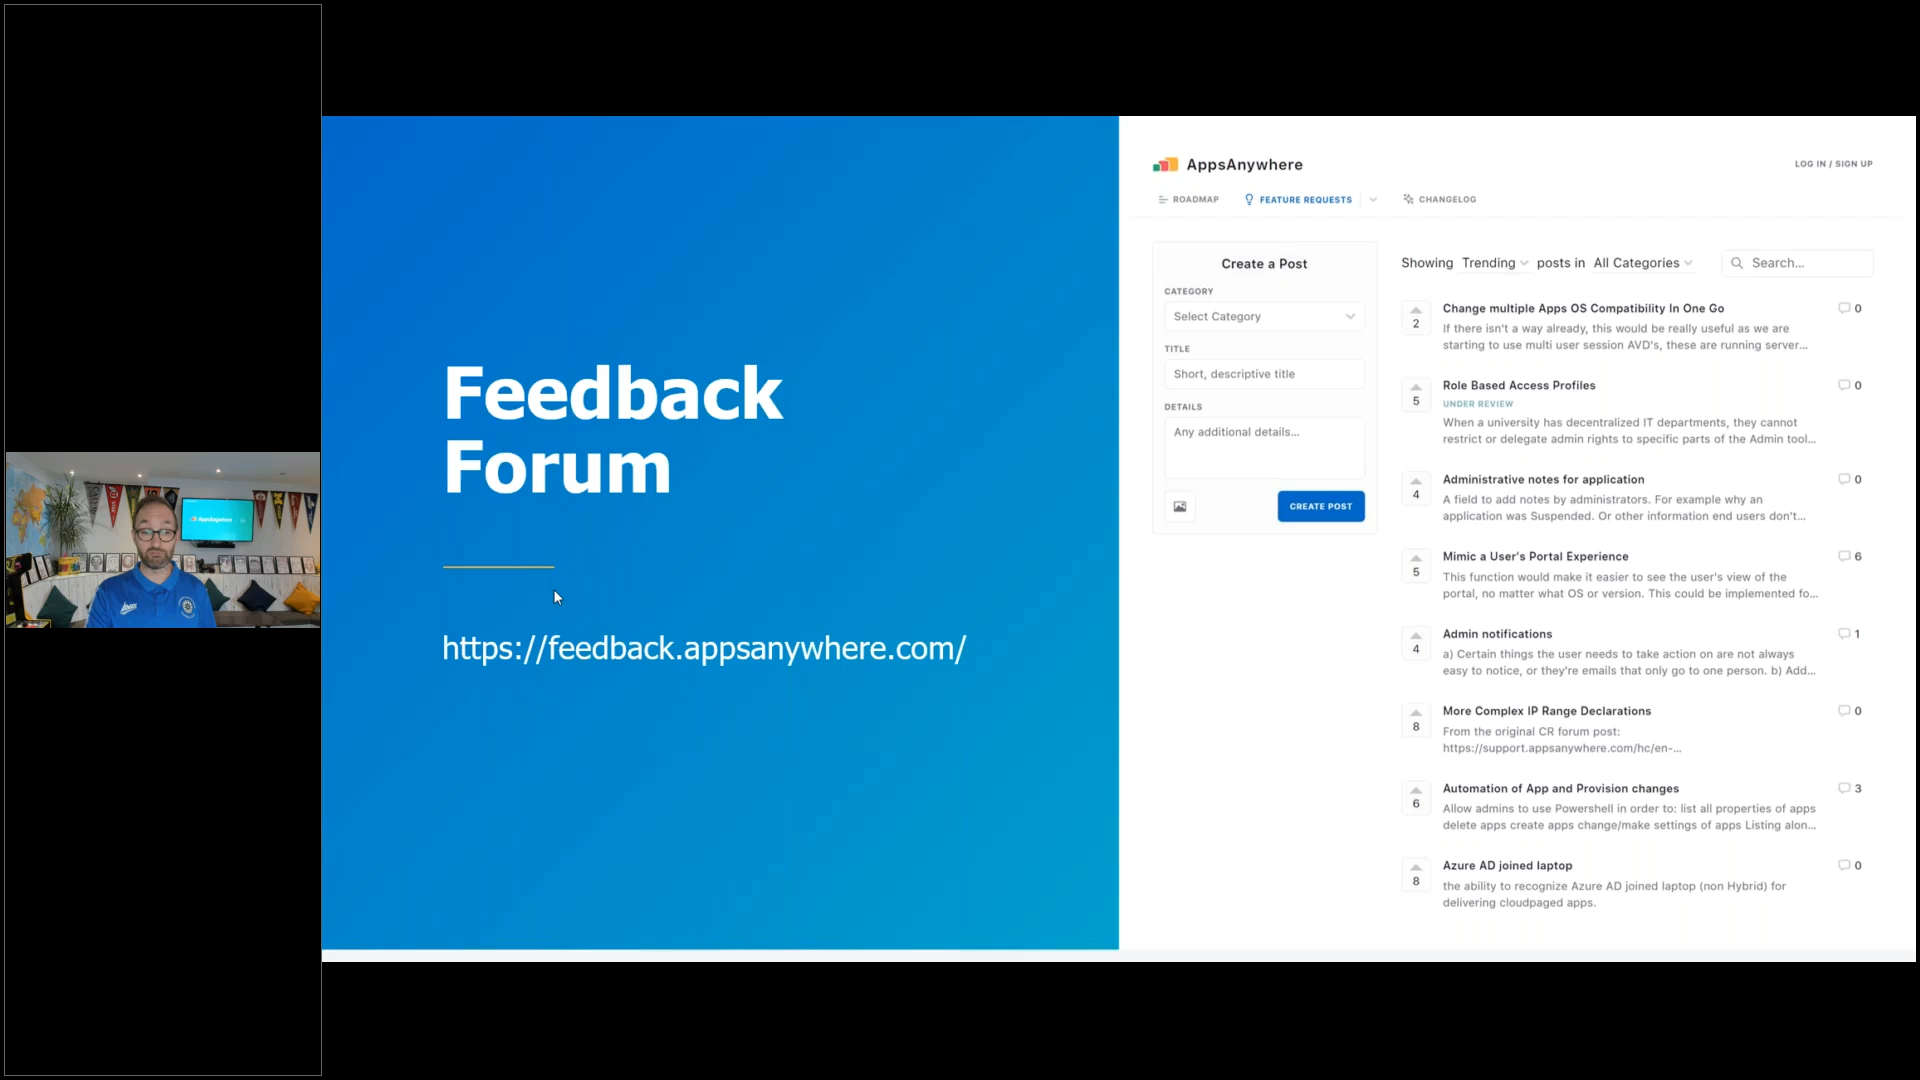 Feedback
Forum
https://feedback.appsanywhere.com/
AppsAnywhere
LOG IN / SIGN UP
ROADMAP
FEATURE REQUESTS
CHANGELOG
Create a Post
CATEGORY
Select Category
TITLE
Short, descriptive title
DETAILS
Any additional details...
CREATE POST
Showing Trending posts in All Categories
Search...
2
Change multiple Apps OS Compatibility In One Go
0
If there isn't a way already, this would be really useful as we are
starting to use multi user session AVD's, these are running server...
5
Role Based Access Profiles
0
UNDER REVIEW
When a university has decentralized IT departments, they cannot
restrict or delegate admin rights to specific parts of the Admin tool...
4
Administrative notes for application
0
A field to add notes by administrators. For example why an
application was Suspended. Or other information end users don't...
5
Mimic a User's Portal Experience
6
This function would make it easier to see the user's view of the
portal, no matter what OS or version. This could be implemented fo...
4
Admin notifications
1
a) Certain things the user needs to take action on are not always
easy to notice, or they're emails that only go to one person. b) Add...
8
More Complex IP Range Declarations
0
From the original CR forum post:
https://support.appsanywhere.com/hc/en-...
6
Automation of App and Provision changes
3
Allow admins to use Powershell in order to: list all properties of apps
delete apps create apps change/make settings of apps Listing alon...
8
Azure AD joined laptop
0
the ability to recognize Azure AD joined laptop (non Hybrid) for
delivering cloudpaged apps.
AppsAnywhere